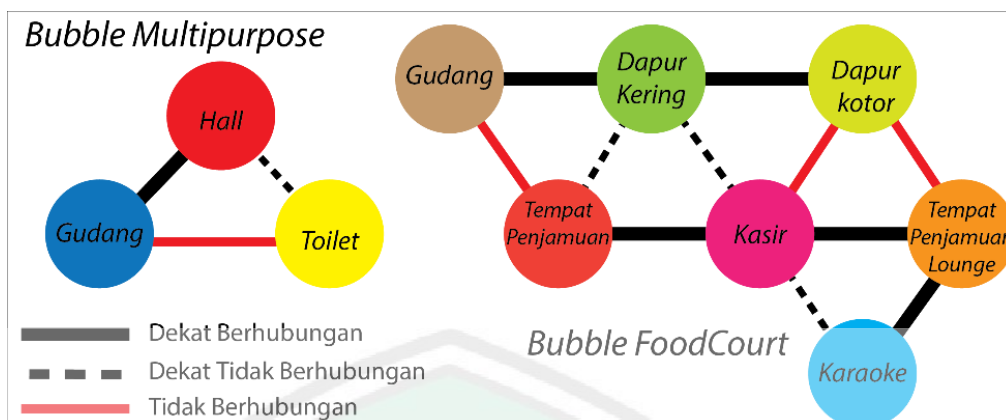 Bubble Multipurpose
Hall
Gudang
Toilet
Gudang
Dapur
Kering
Dapur
kotor
Tempat
Penjamuan
Kasir
Tempat
Penjamuan
Lounge
Karaoke
Bubble FoodCourt
Dekat Berhubungan
Dekat Tidak Berhubungan
Tidak Berhubungan